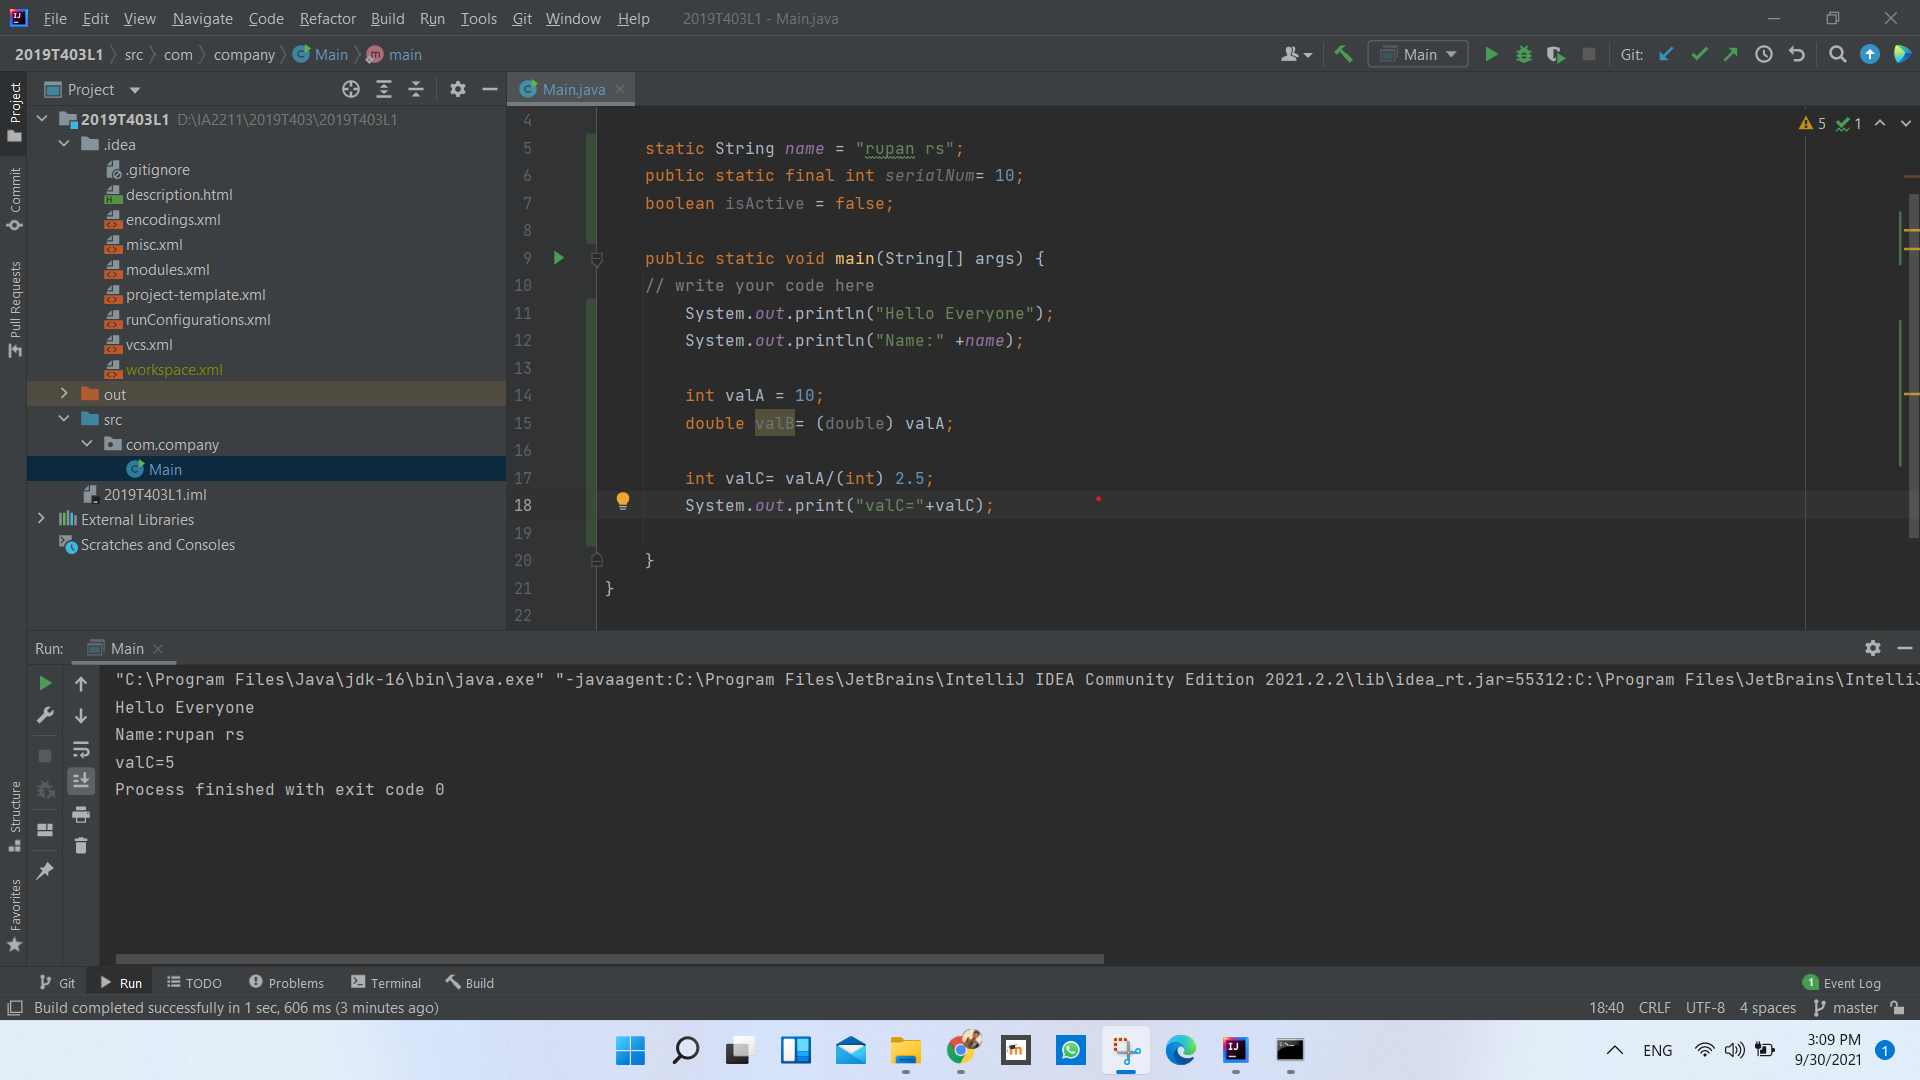 File Edit View Navigate Code Refactor Build Run Tools Git Window Help 2019T403L1 - Main.java
2019T403L1 src com company Main main
Main Git:
Project
Main.java
Project
Commit
Pull Requests
Structure
Favorites
2019T403L1 D:\IA2211\2019T403\2019T403L1
.idea
.gitignore
description.html
encodings.xml
misc.xml
modules.xml
project-template.xml
runConfigurations.xml
vcs.xml
workspace.xml
out
src
com.company
Main
2019T403L1.iml
External Libraries
Scratches and Consoles
5 1
4
5 static String name = "rupan rs";
6 public static final int serialNum= 10;
7 boolean isActive = false;
8
9 public static void main(String[] args) {
10 // write your code here
11 System.out.println("Hello Everyone");
12 System.out.println("Name:" +name);
13
14 int valA = 10;
15 double valB= (double) valA;
16
17 int valC= valA/(int) 2.5;
18 System.out.print("valC="+valC);
19
20 }
21 }
22
Run: Main
"C:\Program Files\Java\jdk-16\bin\java.exe" "-javaagent:C:\Program Files\JetBrains\IntelliJ IDEA Community Edition 2021.2.2\lib\idea_rt.jar=55312:C:\Program Files\JetBrains\IntelliJ
Hello Everyone
Name:rupan rs
valC=5
Process finished with exit code 0
Git Run TODO Problems Terminal Build 1 Event Log
Build completed successfully in 1 sec, 606 ms (3 minutes ago) 18:40 CRLF UTF-8 4 spaces master
ENG 3:09 PM
9/30/2021 1